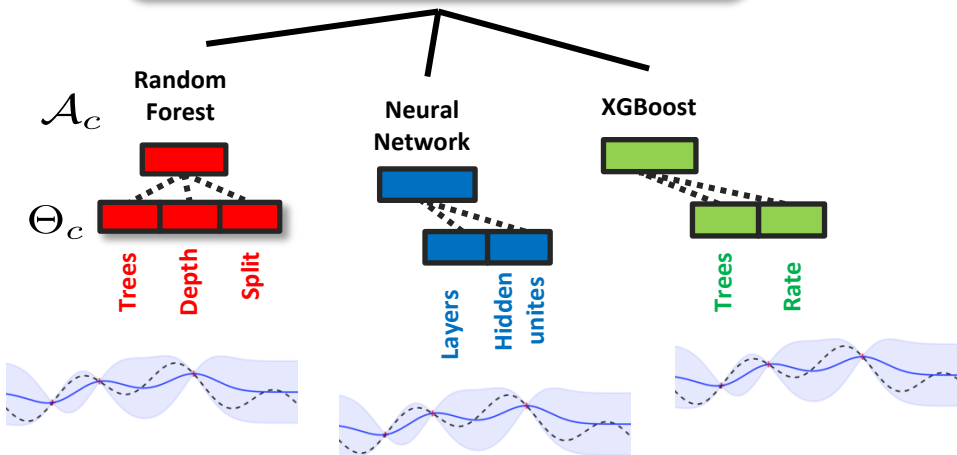 Random
Forest
Neural
Network
XGBoost
𝒜c
Θc
Trees
Depth
Split
Layers
Hidden
unites
Trees
Rate